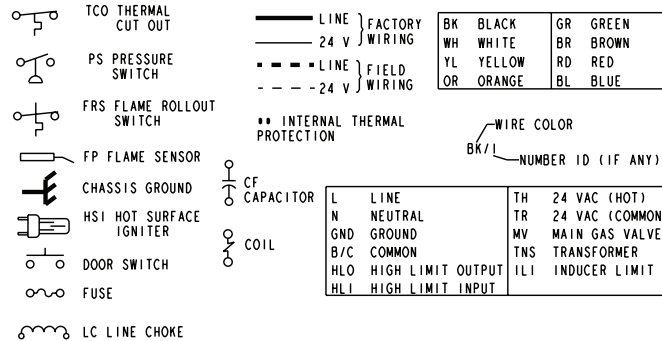 TCO THERMAL
CUT OUT
PS PRESSURE
SWITCH
FRS FLAME ROLLOUT
SWITCH
FP FLAME SENSOR
CHASSIS GROUND
HSI HOT SURFACE
IGNITER
DOOR SWITCH
FUSE
LC LINE CHOKE
LINE
24 V
FACTORY
WIRING
LINE
24 V
FIELD
WIRING
INTERNAL THERMAL
PROTECTION
CF
CAPACITOR
COIL
BK BLACK GR GREEN
WH WHITE BR BROWN
YL YELLOW RD RED
OR ORANGE BL BLUE
WIRE COLOR
BK/1
NUMBER ID (IF ANY)
L LINE TH 24 VAC (HOT)
N NEUTRAL TR 24 VAC (COMMON
GND GROUND MV MAIN GAS VALVE
B/C COMMON TNS TRANSFORMER
HLO HIGH LIMIT OUTPUT ILI INDUCER LIMIT
HLI HIGH LIMIT INPUT